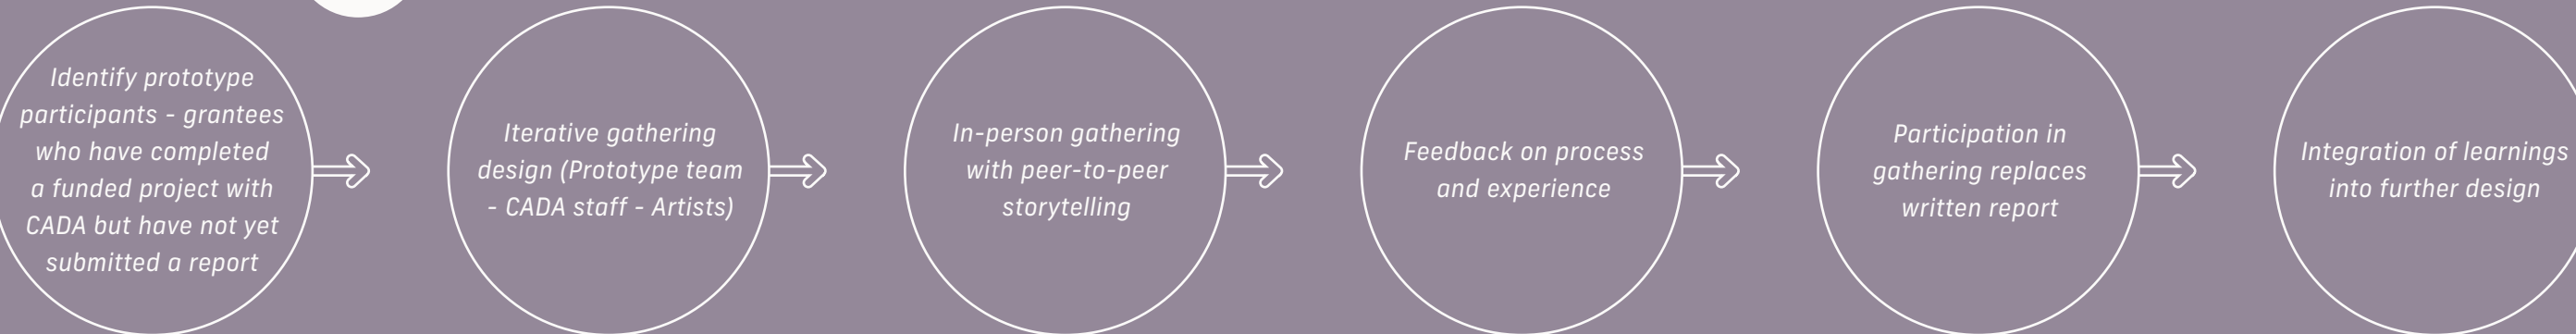 Identify prototype
participants - grantees
who have completed
a funded project with
CADA but have not yet
submitted a report
Iterative gathering
design (Prototype team
- CADA staff - Artists)
In-person gathering
with peer-to-peer
storytelling
Feedback on process
and experience
Participation in
gathering replaces
written report
Integration of learnings
into further design